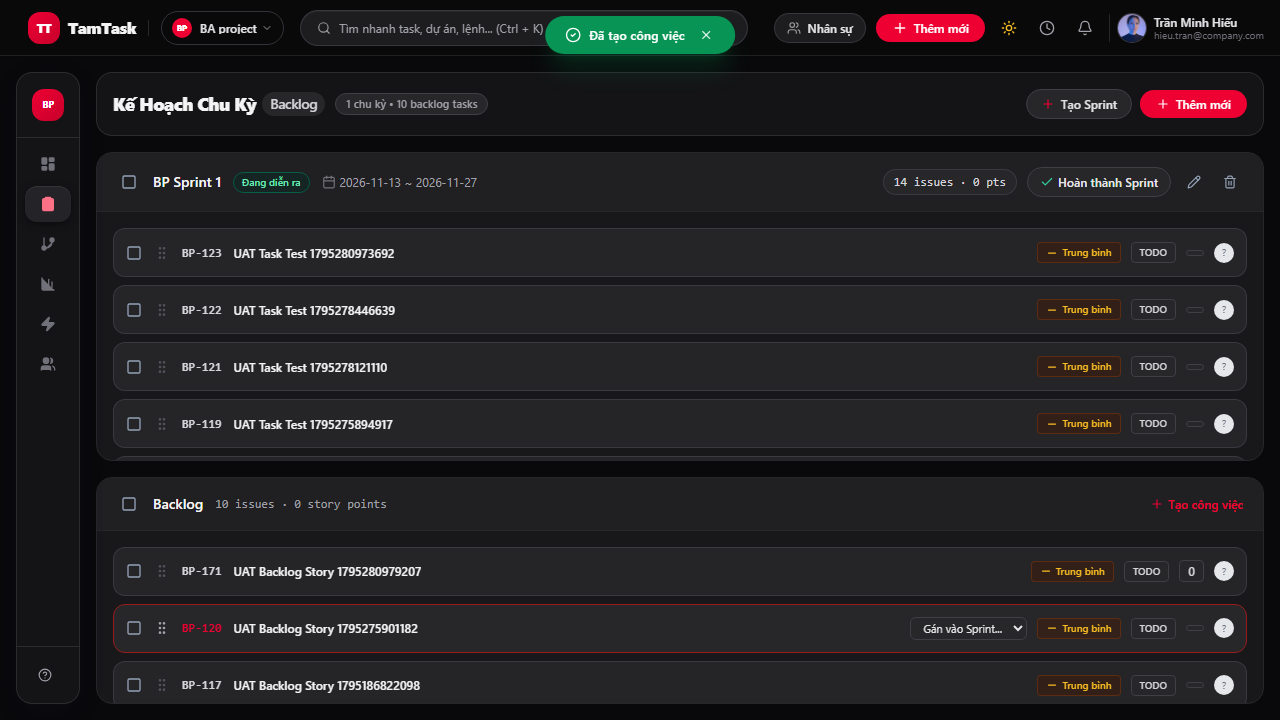 TT TamTask
BP BA project
Tìm nhanh task, dự án, lệnh... (Ctrl + K)
Đã tạo công việc
Nhân sự
Thêm mới
Trần Minh Hiếu
hieu.tran@company.com
BP
Kế Hoạch Chu Kỳ Backlog 1 chu kỳ • 10 backlog tasks
Tạo Sprint
Thêm mới
BP Sprint 1 Đang diễn ra 2026-11-13 ~ 2026-11-27 14 issues · 0 pts Hoàn thành Sprint
BP-123 UAT Task Test 1795280973692 Trung bình TODO ?
BP-122 UAT Task Test 1795278446639 Trung bình TODO ?
BP-121 UAT Task Test 1795278121110 Trung bình TODO ?
BP-119 UAT Task Test 1795275894917 Trung bình TODO ?
Backlog 10 issues · 0 story points + Tạo công việc
BP-171 UAT Backlog Story 1795280979207 Trung bình TODO 0 ?
BP-120 UAT Backlog Story 1795275901182 Gán vào Sprint... Trung bình TODO ?
BP-117 UAT Backlog Story 1795186822098 Trung bình TODO ?